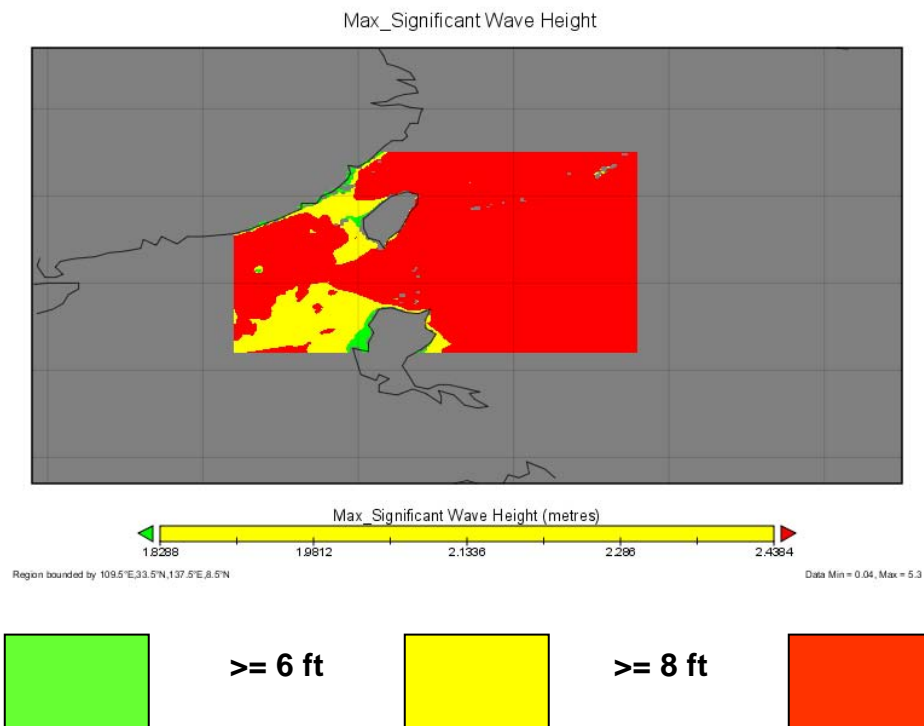 Max_Significant Wave Height
Max_Significant Wave Height (metres)
1.8288 1.9812 2.1336 2.286 2.4384
Region bounded by 109.5°E,33.5°N,137.5°E,8.5°N Data Min = 0.04, Max = 5.3
>= 6 ft >= 8 ft